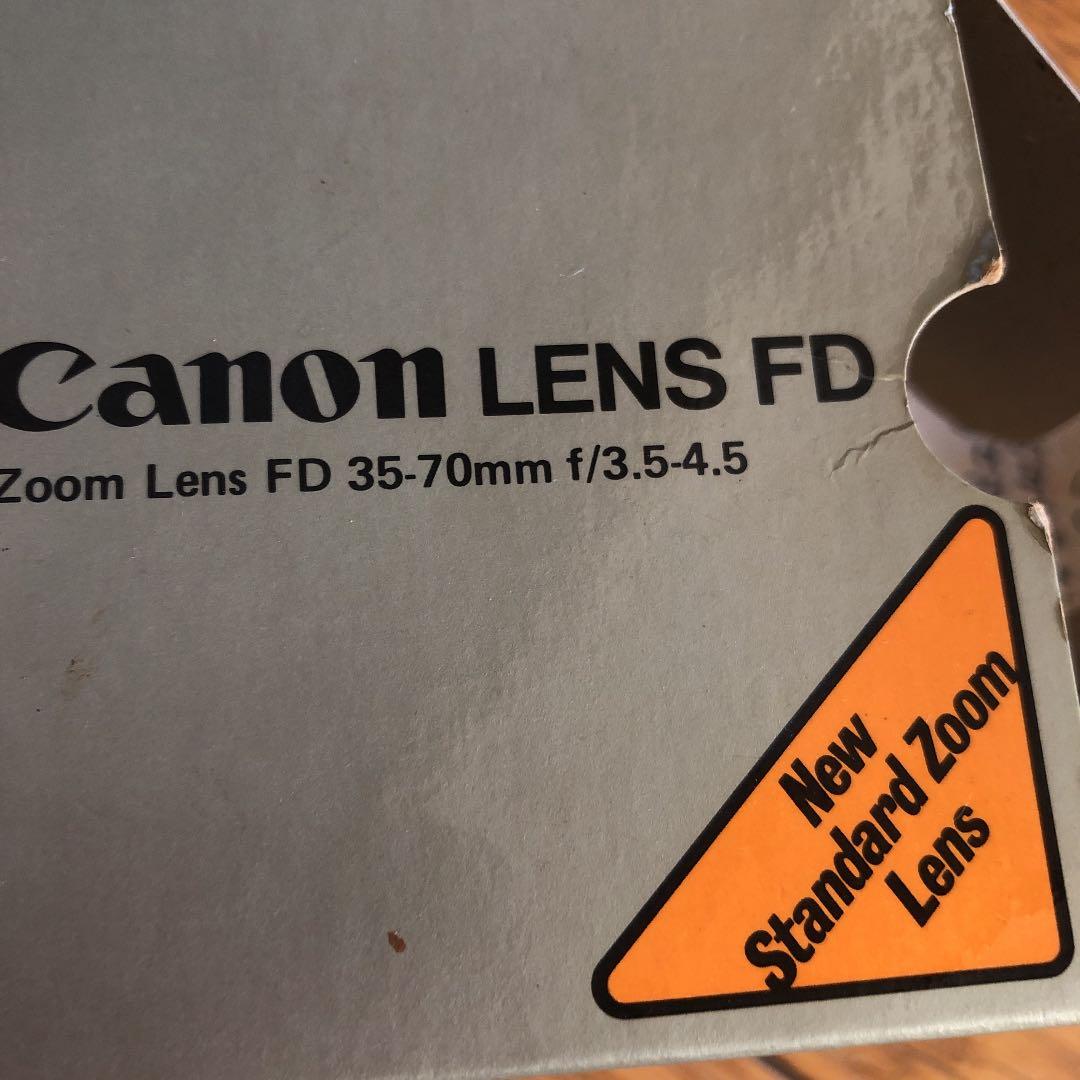 Canon LENS FD
Zoom Lens FD 35-70mm f/3.5-4.5
New
Standard Zoom
Lens